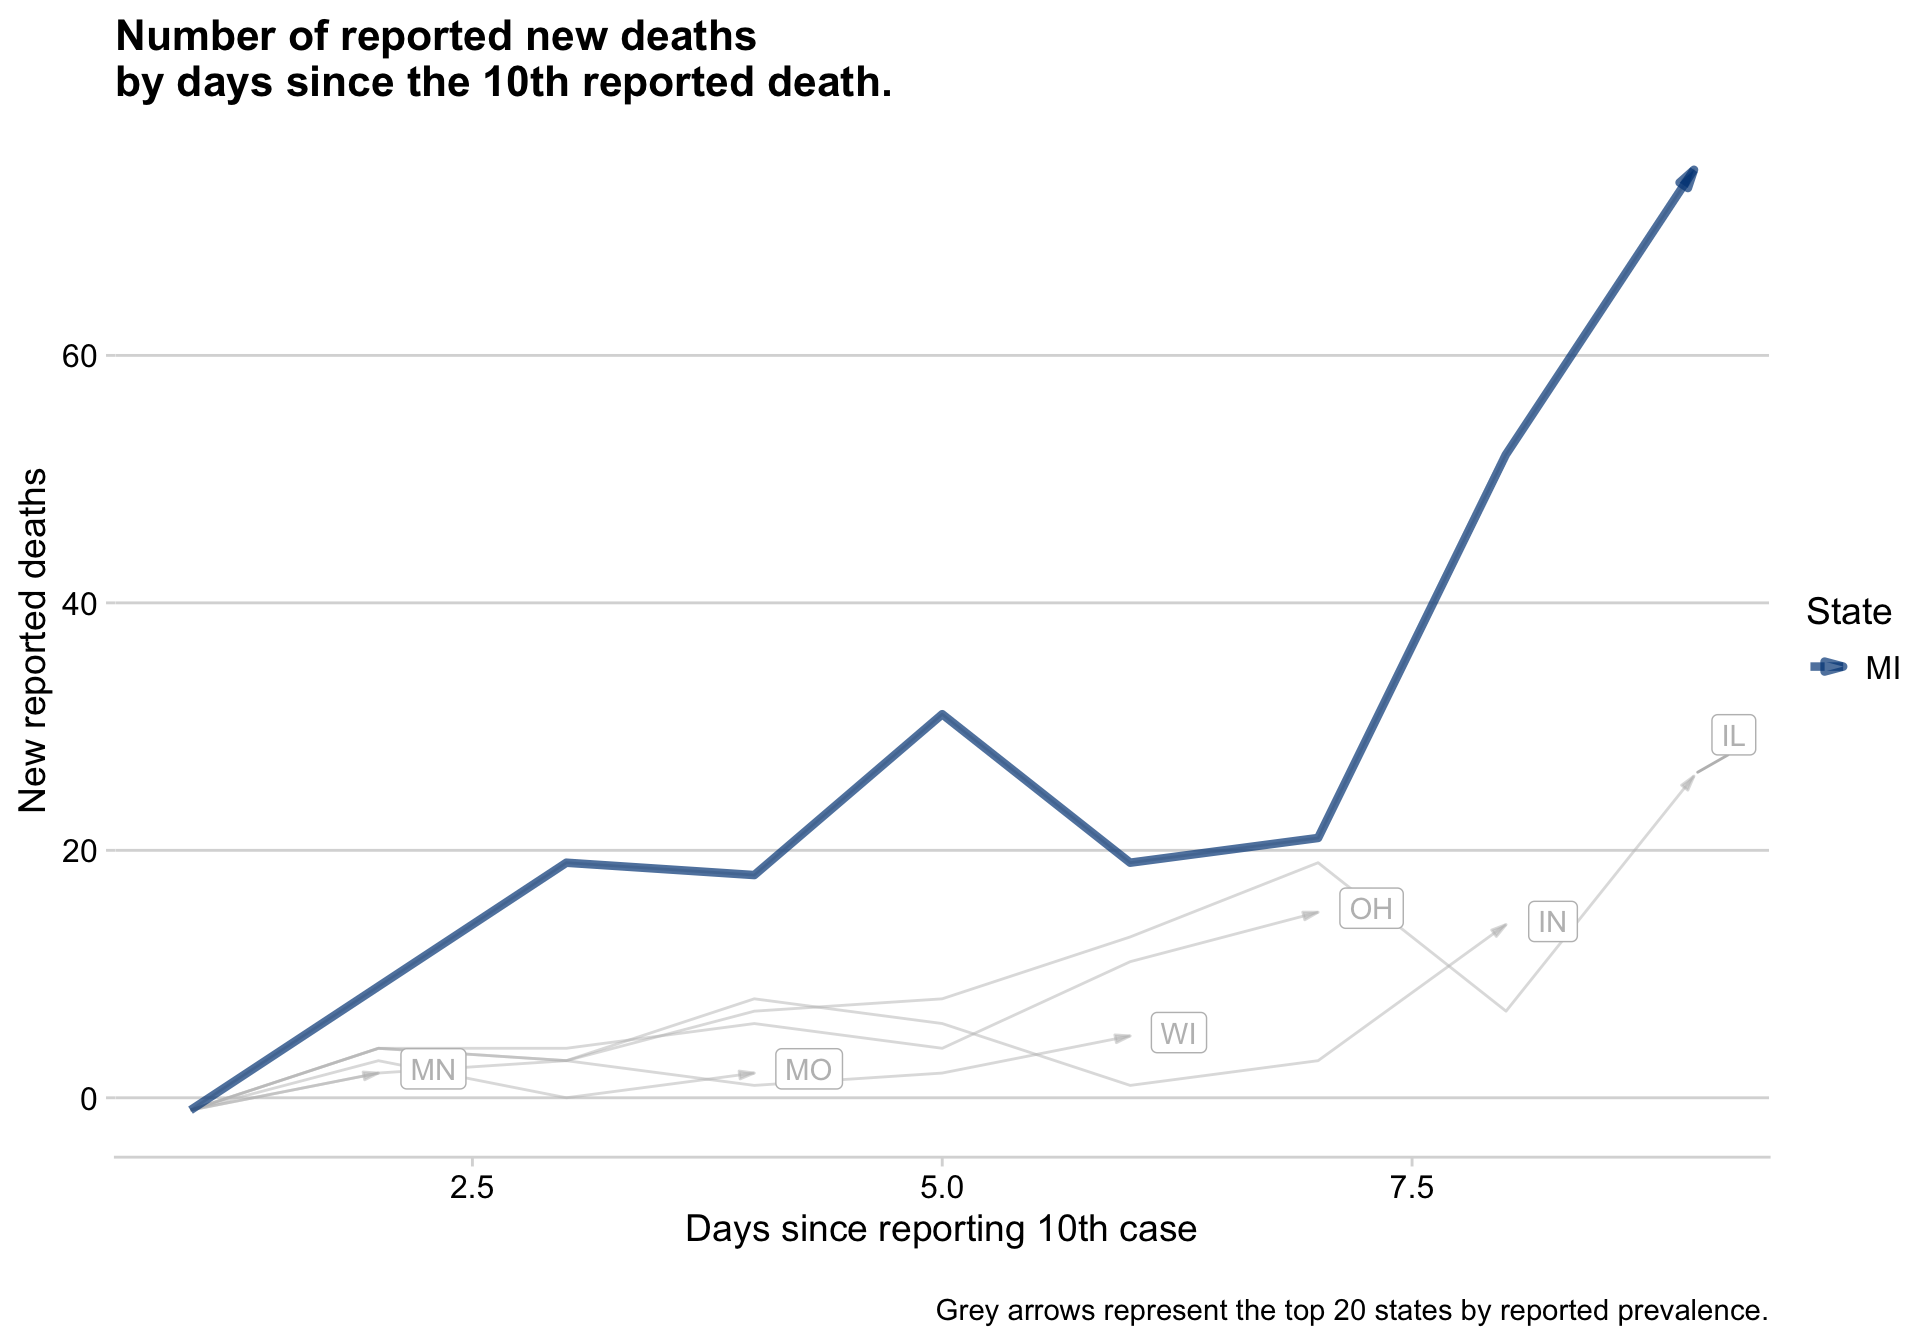 Number of reported new deaths
by days since the 10th reported death.
New reported deaths
60
40
20
0
MN
MO
WI
OH
IN
IL
State
MI
2.5
5.0
7.5
Days since reporting 10th case
Grey arrows represent the top 20 states by reported prevalence.